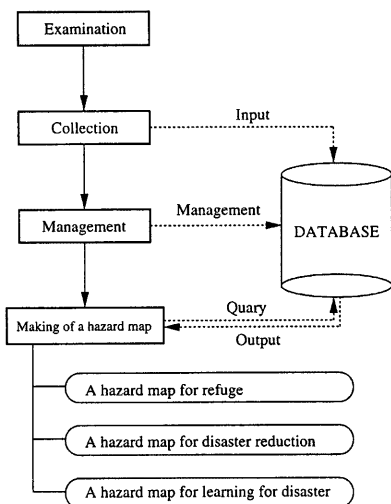 Examination
Collection
Input
Management
Management
DATABASE
Making of a hazard map
Quary
Output
A hazard map for refuge
A hazard map for disaster reduction
A hazard map for learning for disaster